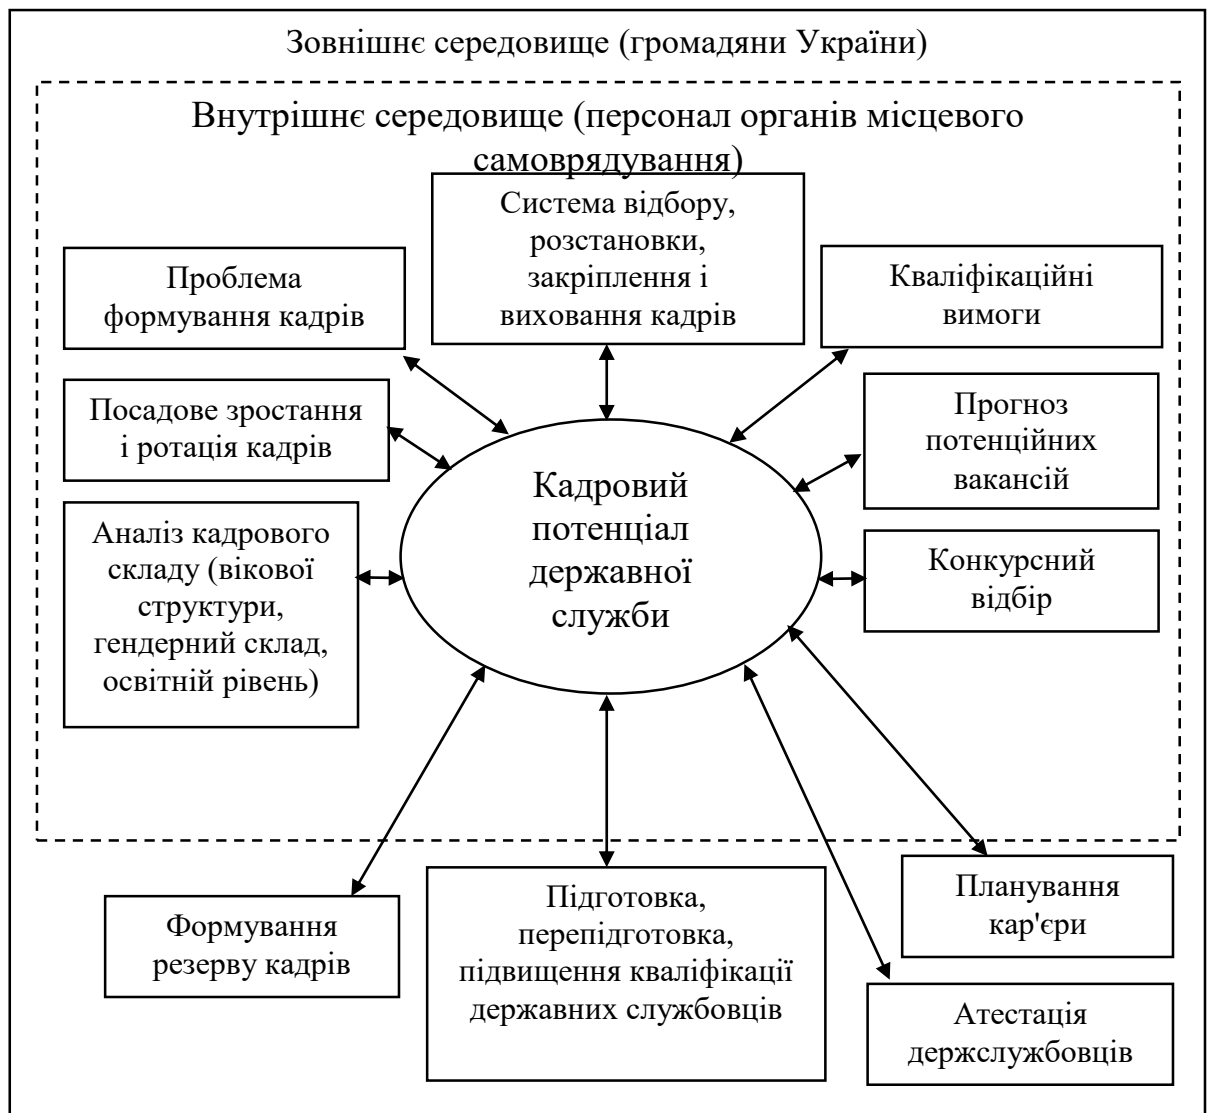 Зовнішнє середовище (громадяни України)
Внутрішнє середовище (персонал органів місцевого
самоврядування)
Система відбору,
розстановки,
закріплення і
виховання кадрів
Проблема
формування кадрів
Кваліфікаційні
вимоги
Посадове зростання
і ротація кадрів
Прогноз
потенційних
вакансій
Аналіз кадрового
складу (вікової
структури,
гендерний склад,
освітній рівень)
Кадровий
потенціал
державної
служби
Конкурсний
відбір
Формування
резерву кадрів
Підготовка,
перепідготовка,
підвищення кваліфікації
державних службовців
Планування
кар'єри
Атестація
держслужбовців